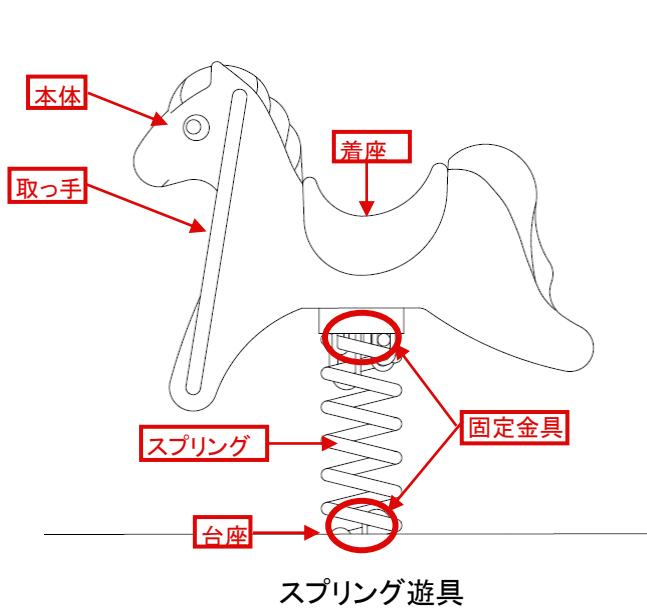 本体
着座
取っ手
固定金具
スプリング
台座
スプリング遊具